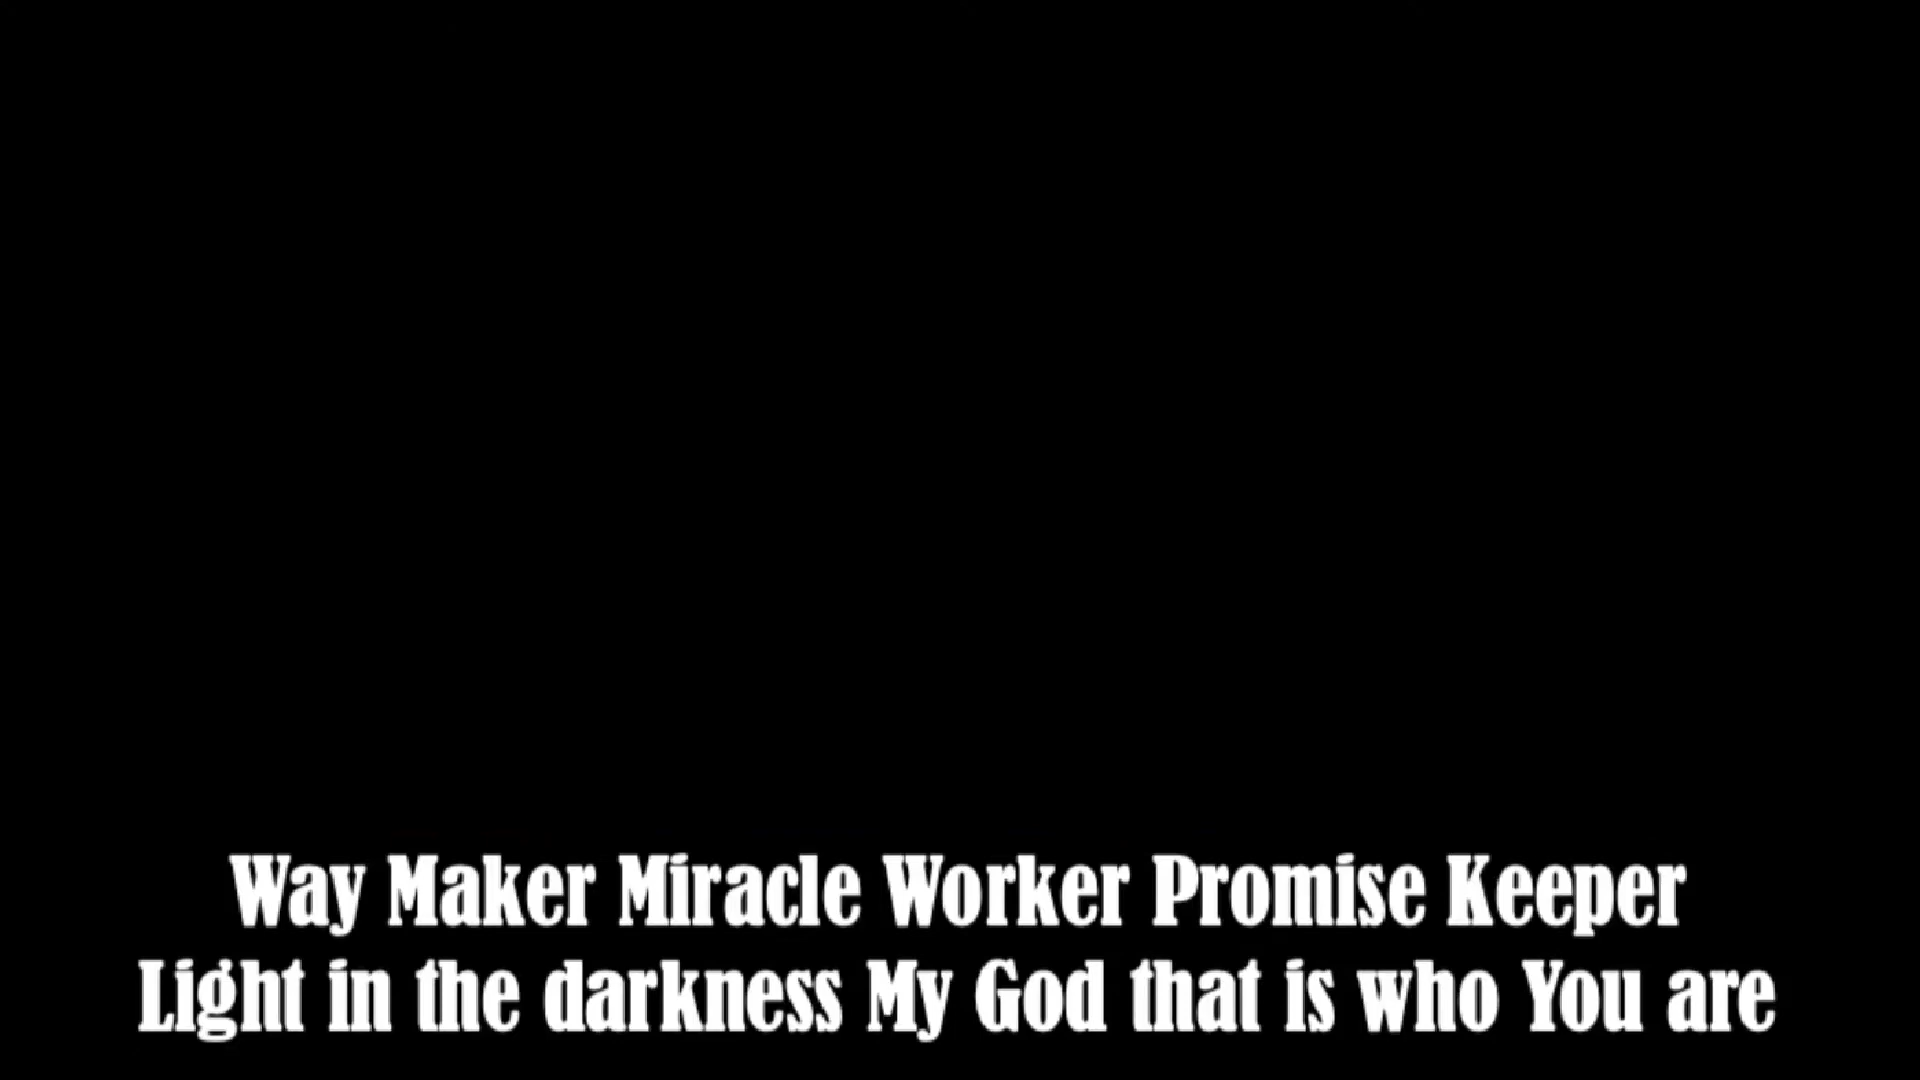 Way Maker Miracle Worker Promise Keeper
Light in the darkness My God that is who You are